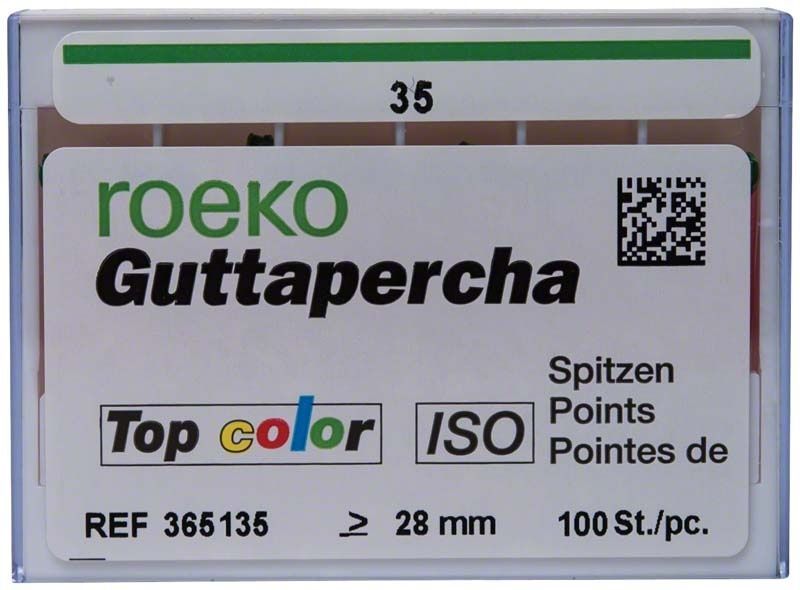 35
roeko
Guttapercha
Spitzen
Points
Pointes de
Top color
ISO
REF 365135 ≥ 28 mm 100 St./pc.